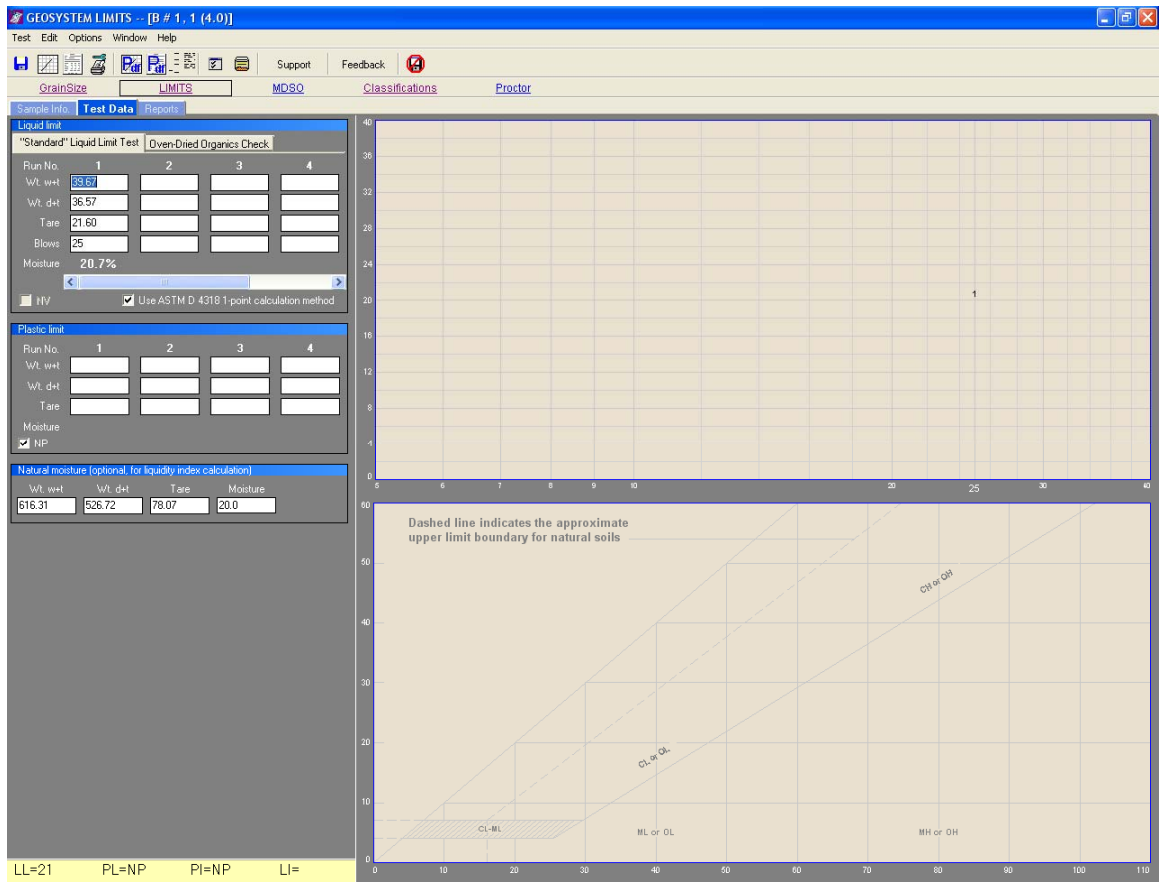 GEOSYSTEM LIMITS -- [B # 1, 1 (4.0)]
Test Edit Options Window Help
Pdf Pdf Support Feedback
GrainSize LIMITS MDSO Classifications Proctor
Sample Info. Test Data Reports
Liquid limit
"Standard" Liquid Limit Test Oven-Dried Organics Check
Run No. 1 2 3 4
Wt. w+t 39.67
Wt. d+t 36.57
Tare 21.60
Blows 25
Moisture 20.7%
NV Use ASTM D 4318 1-point calculation method
Plastic limit
Run No. 1 2 3 4
Wt. w+t
Wt. d+t
Tare
Moisture
NP
Natural moisture (optional, for liquidity index calculation)
Wt. w+t Wt. d+t Tare Moisture
616.31 526.72 78.07 20.0
LL=21 PL=NP PI=NP LI=
40
36
32
28
24
20
16
12
8
4
0
1
5 6 7 8 9 10 20 25 30 40
60
50
40
30
20
10
0
Dashed line indicates the approximate
upper limit boundary for natural soils
CH or OH
CL or OL
CL-ML
ML or OL
MH or OH
0 10 20 30 40 50 60 70 80 90 100 110